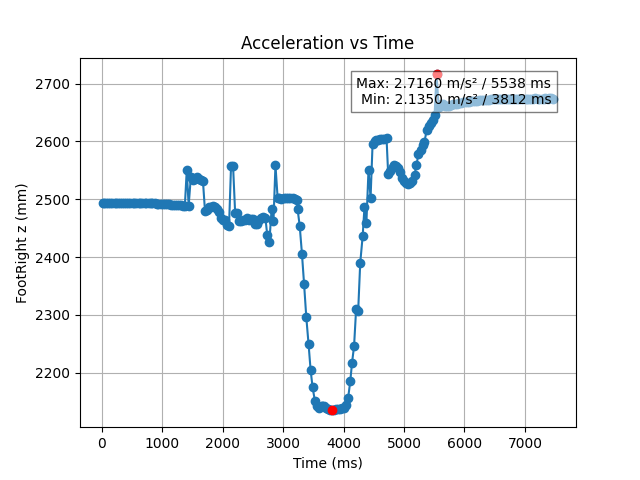 Acceleration vs Time
Max: 2.7160 m/s² / 5538 ms
Min: 2.1350 m/s² / 3812 ms
FootRight z (mm)
2700
2600
2500
2400
2300
2200
0 1000 2000 3000 4000 5000 6000 7000
Time (ms)